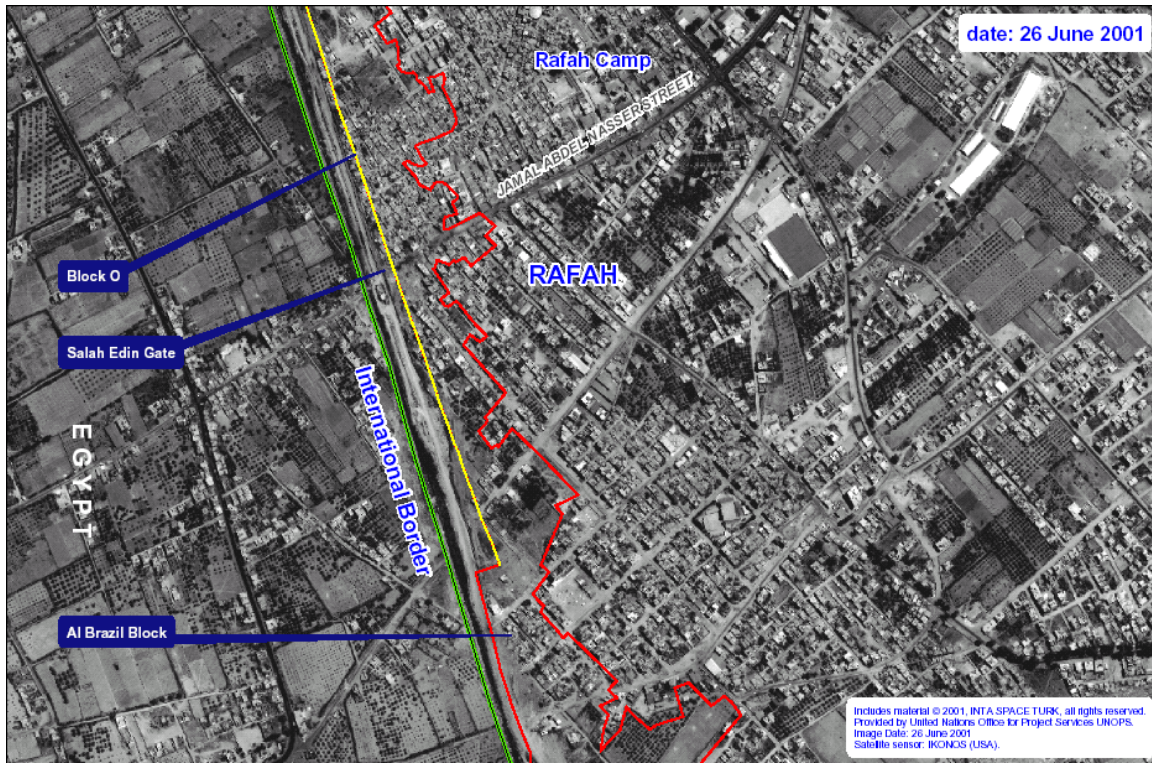 date: 26 June 2001
Rafah Camp
JAMAL ABDEL NASSER STREET
Block O
RAFAH
Salah Edin Gate
International Border
EGYPT
Al Brazil Block
Includes material © 2001, INTA SPACE TURK, all rights reserved.
Provided by United Nations Office for Project Services UNOPS.
Image Date: 26 June 2001
Satellite sensor: IKONOS (USA).